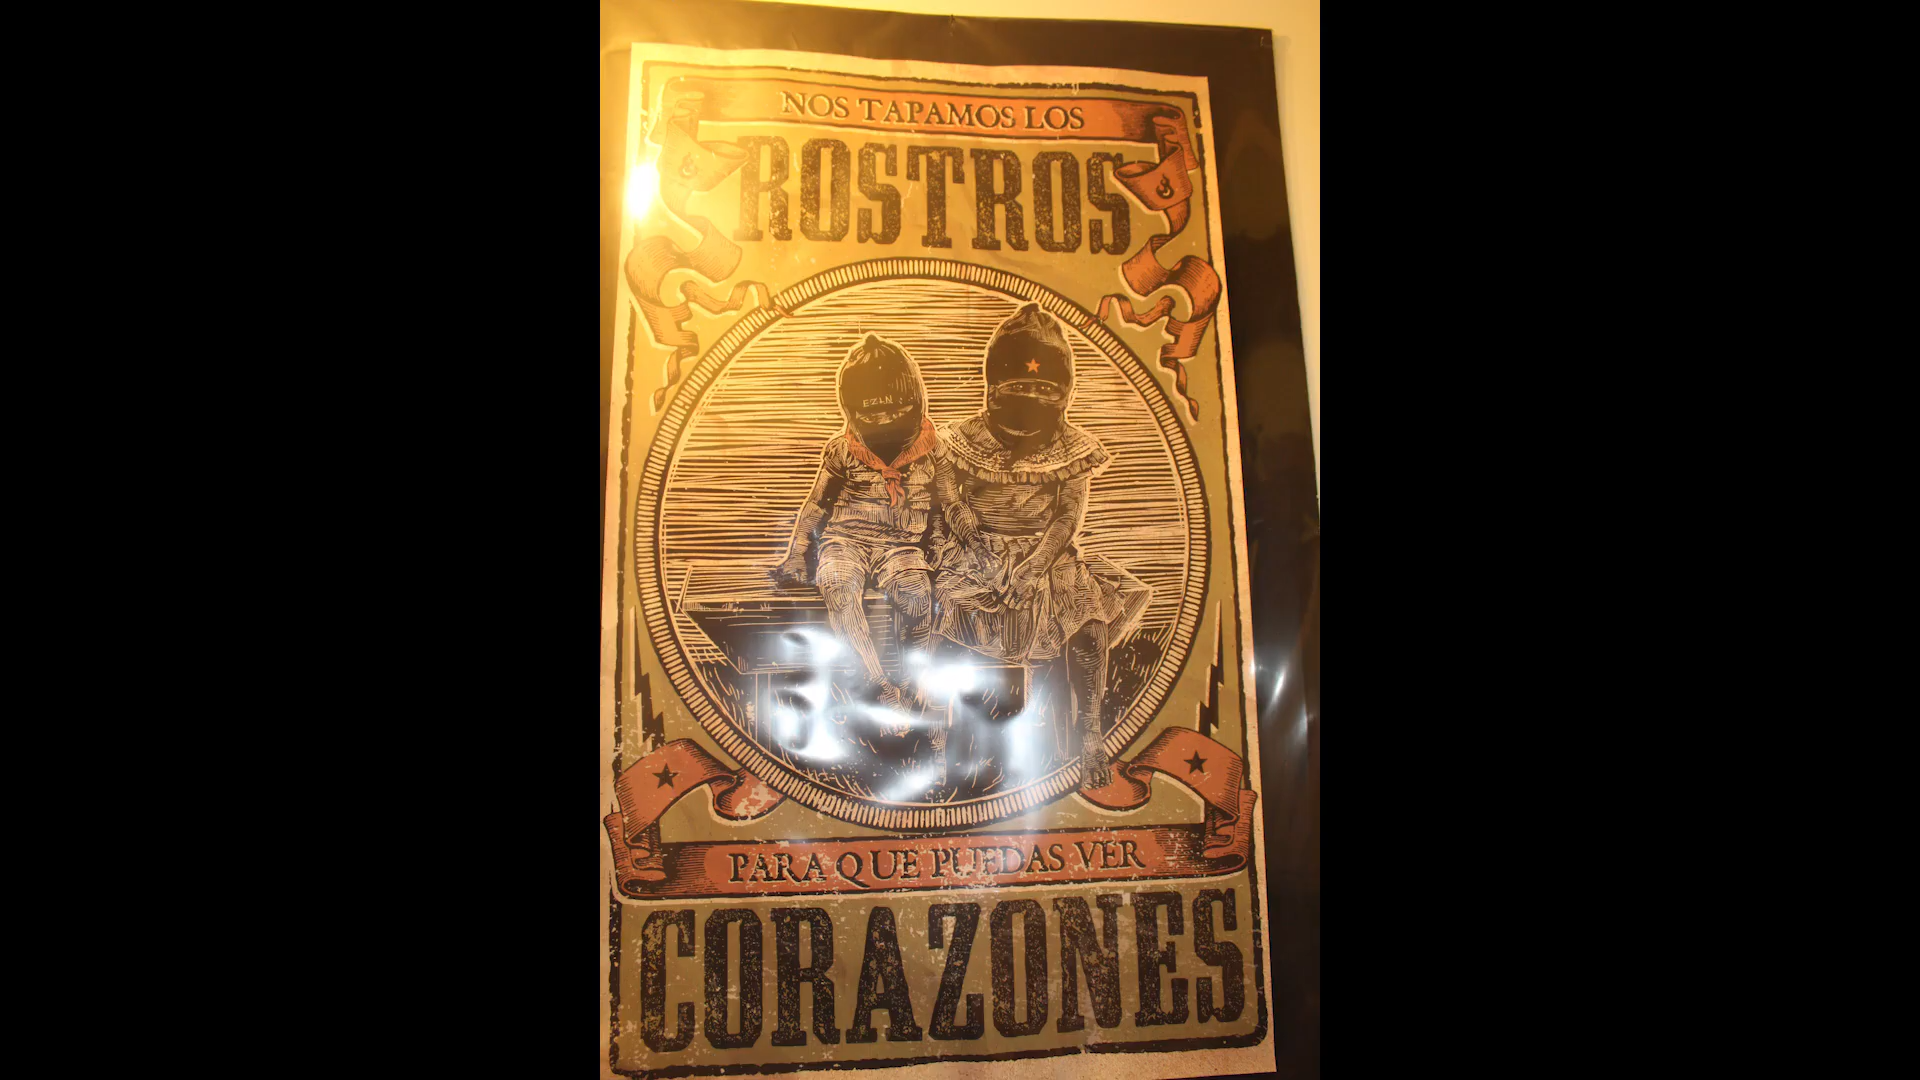 NOS TAPAMOS LOS
ROSTROS
EZLN
PARA QUE PUEDAS VER
CORAZONES